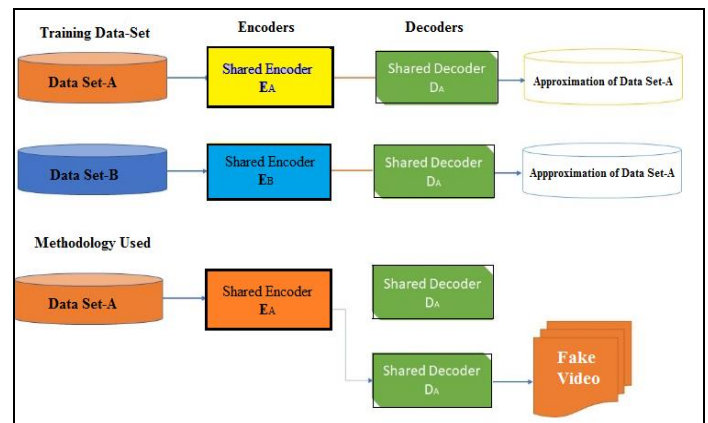 Training Data-Set
Encoders
Decoders
Data Set-A
Shared Encoder
EA
Shared Decoder
DA
Approximation of Data Set-A
Data Set-B
Shared Encoder
EB
Shared Decoder
DA
Appproximation of Data Set-A
Methodology Used
Data Set-A
Shared Encoder
EA
Shared Decoder
DA
Shared Decoder
DA
Fake
Video